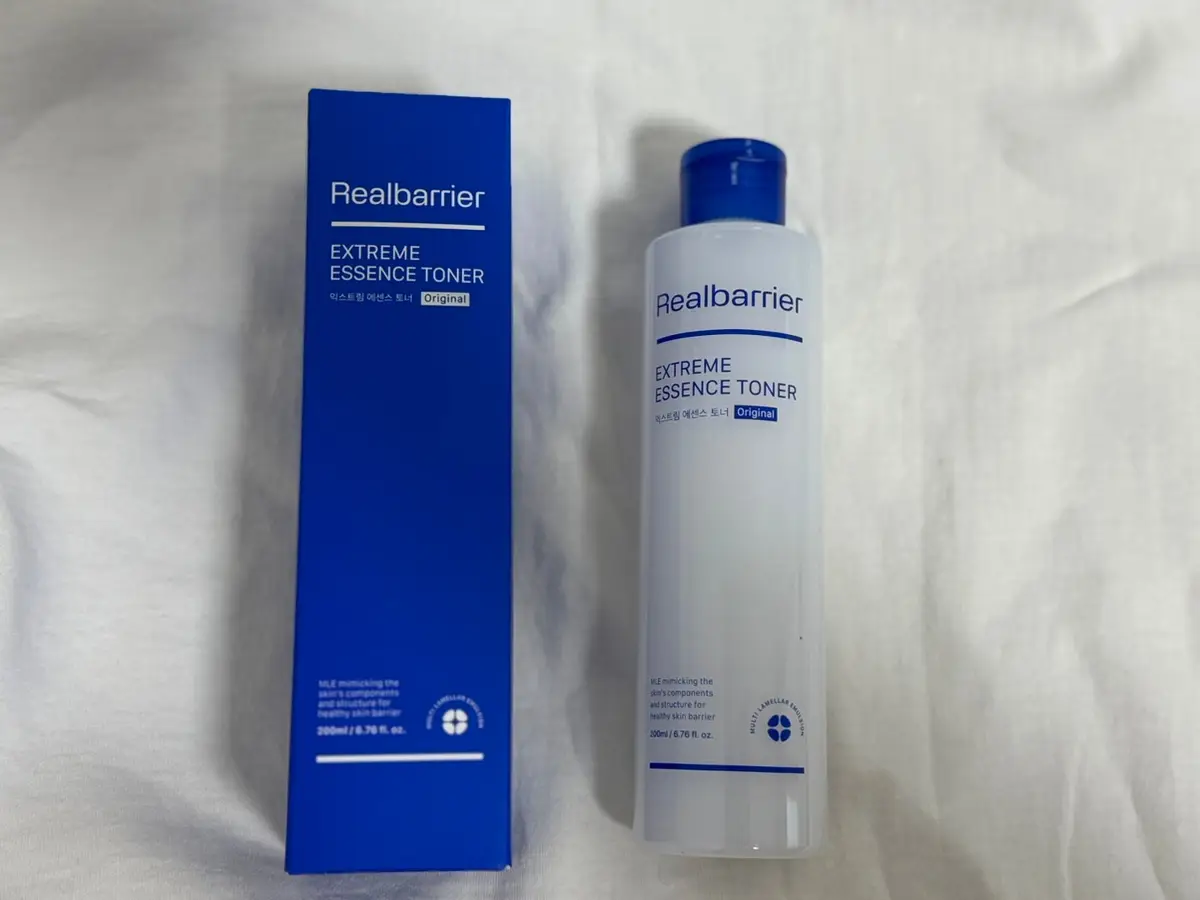 Realbarrier
EXTREME
ESSENCE TONER
익스트림 에센스 토너 Original
MLE mimicking the
skin's components
and structure for
healthy skin barrier
200ml / 6.76 fl. oz.
MULTI LAMELLAR EMULSION
Realbarrier
EXTREME
ESSENCE TONER
익스트림 에센스 토너 Original
MLE mimicking the
skin's components
and structure for
healthy skin barrier
200ml / 6.76 fl. oz.
MULTI LAMELLAR EMULSION